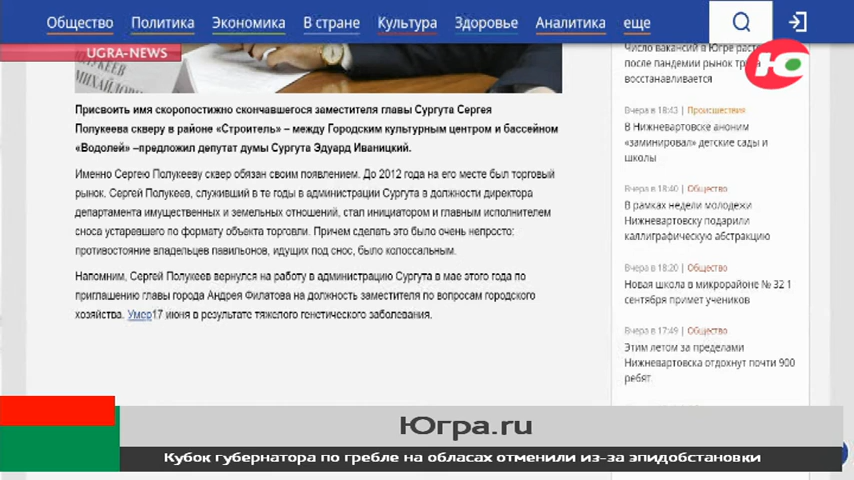 Общество Политика Экономика В стране Культура Здоровье Аналитика еще
UGRA-NEWS
Ю
Присвоить имя скоропостижно скончавшегося заместителя главы Сургута Сергея
Полукеева скверу в районе «Строитель» – между Городским культурным центром и бассейном
«Водолей» –предложил депутат думы Сургута Эдуард Иваницкий.
Именно Сергею Полукееву сквер обязан своим появлением. До 2012 года на его месте был торговый
рынок. Сергей Полукеев, служивший в те годы в администрации Сургута в должности директора
департамента имущественных и земельных отношений, стал инициатором и главным исполнителем
сноса устаревшего по формату объекта торговли. Причем сделать это было очень непросто:
противостояние владельцев павильонов, идущих под снос, было колоссальным.
Напомним, Сергей Полукеев вернулся на работу в администрацию Сургута в мае этого года по
приглашению главы города Андрея Филатова на должность заместителя по вопросам городского
хозяйства. Умер17 июня в результате тяжелого генетического заболевания.
Число вакансий в Югре
после пандемии рынок
восстанавливается
Вчера в 18:43 | Происшествия
В Нижневартовске аноним
«заминировал» детские сады и
школы
Вчера в 18:40 | Общество
В рамках недели молодежи
Нижневартовску подарили
каллиграфическую абстракцию
Вчера в 18:20 | Общество
Новая школа в микрорайоне № 32 1
сентября примет учеников
Вчера в 17:49 | Общество
Этим летом за пределами
Нижневартовска отдохнут почти 900
ребят
Югра.ru
Кубок губернатора по гребле на обласах отменили из-за эпидобстановки